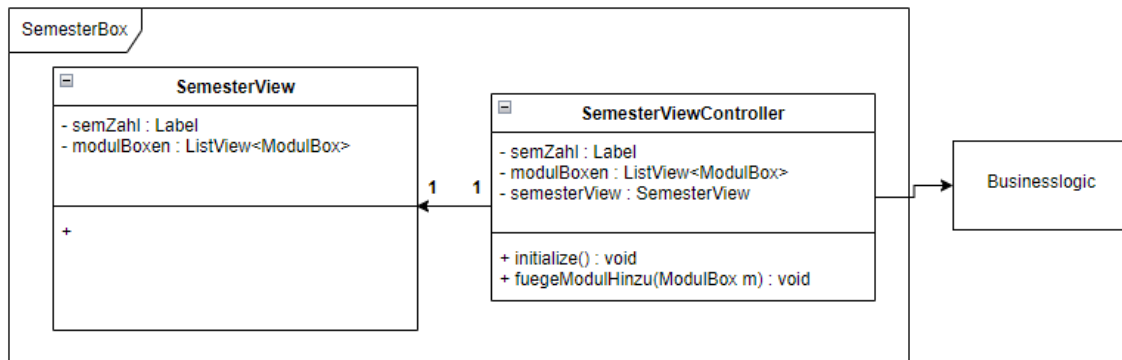 SemesterBox
SemesterView
- semZahl : Label
- modulBoxen : ListView<ModulBox>
+
1 1
SemesterViewController
- semZahl : Label
- modulBoxen : ListView<ModulBox>
- semesterView : SemesterView
+ initialize() : void
+ fuegeModulHinzu(ModulBox m) : void
Businesslogic